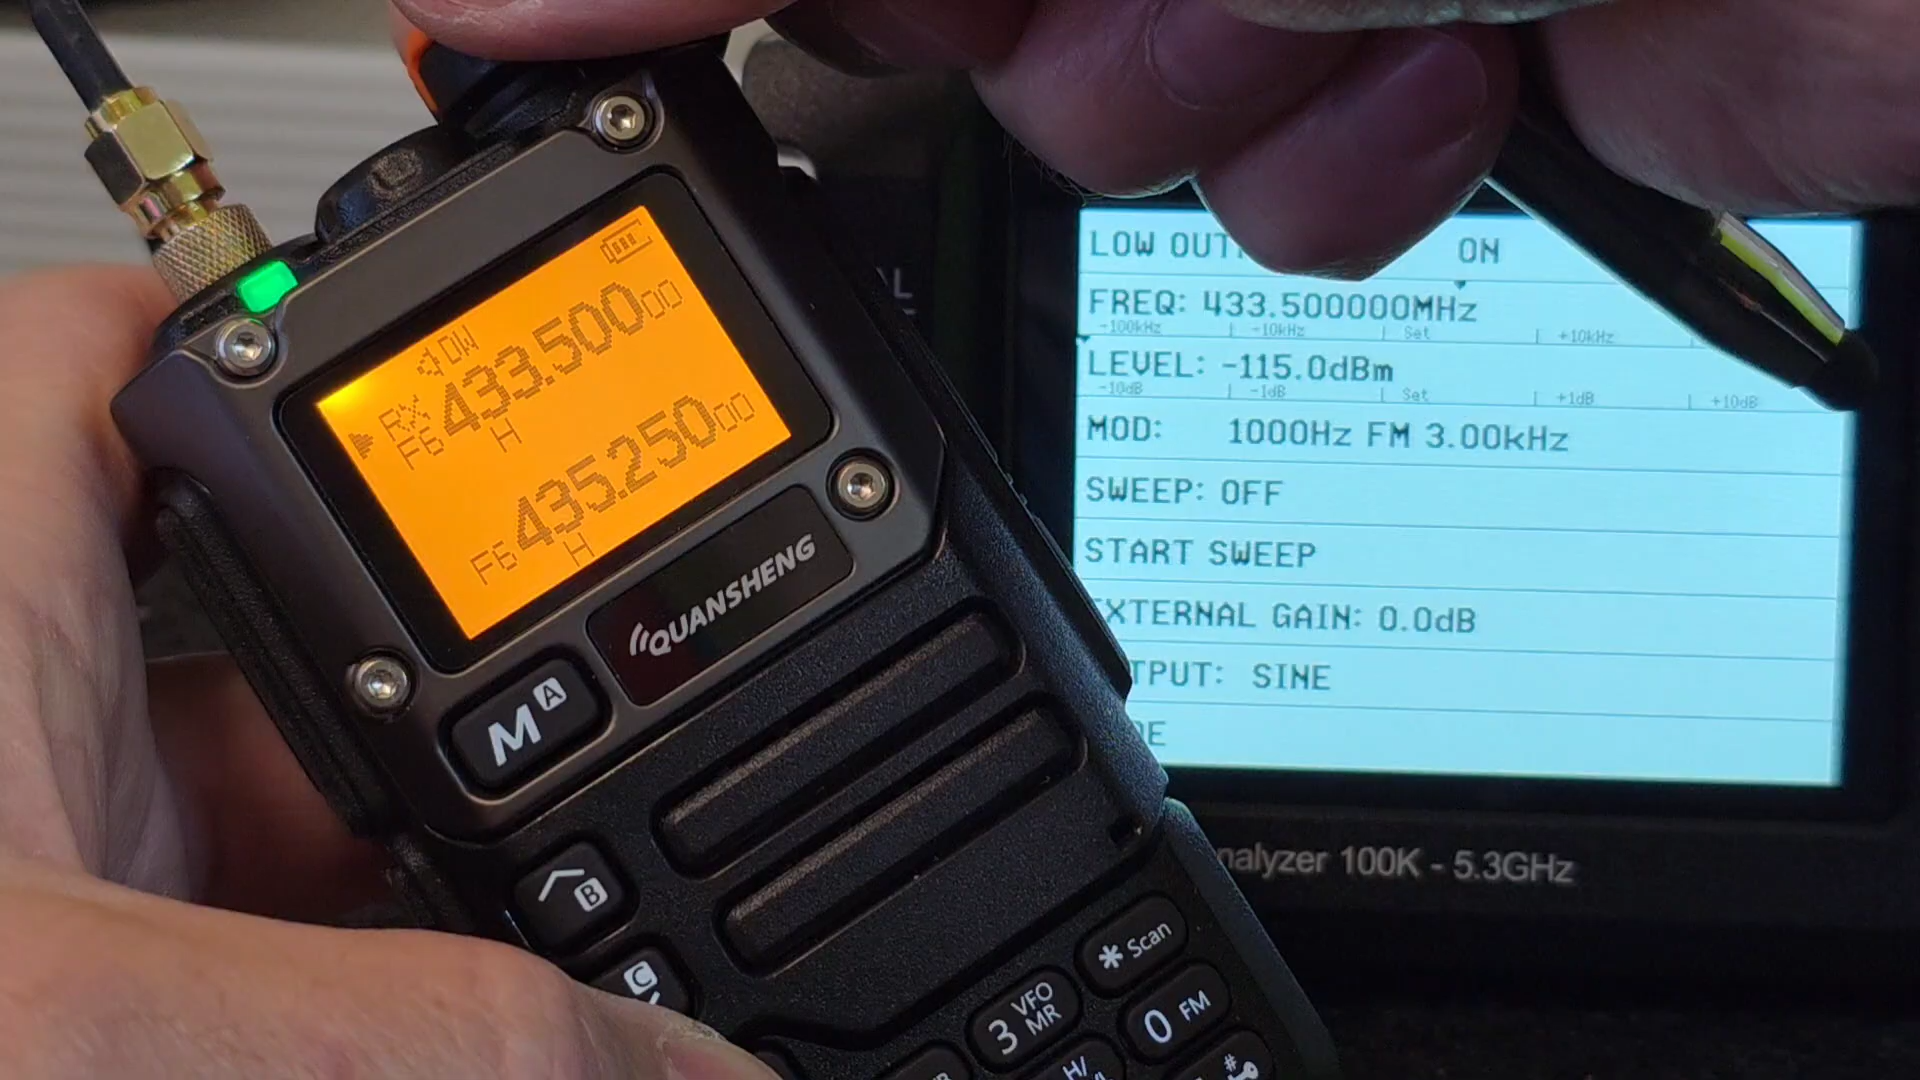 DW
RX
433.50000
F6
H
435.25000
F6
H
QUANSHENG
M A
B
C
* Scan
3 VFO MR
0 FM
H/
#
ON
FREQ: 433.500000MHz
-100kHz -10kHz Set +10kHz
LEVEL: -115.0dBm
-10dB -1dB Set +1dB +10dB
MOD: 1000Hz FM 3.00kHz
SWEEP: OFF
START SWEEP
EXTERNAL GAIN: 0.0dB
TPUT: SINE
nalyzer 100K - 5.3GHz
LOW OUT